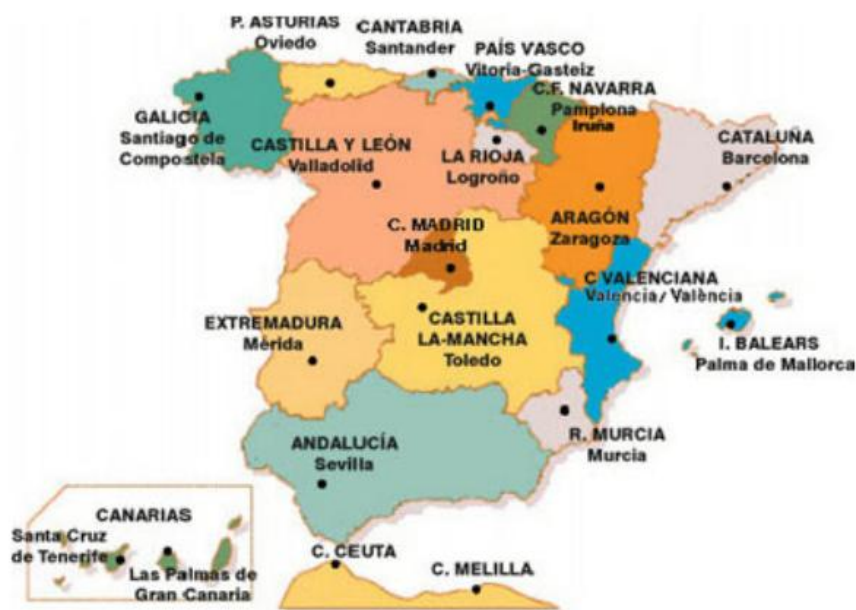 P. ASTURIAS
Oviedo
CANTABRIA
Santander
PAÍS VASCO
Vitoria-Gasteiz
C.F. NAVARRA
Pamplona
Iruña
GALICIA
Santiago de
Compostela
CASTILLA Y LEÓN
Valladolid
LA RIOJA
Logroño
CATALUÑA
Barcelona
ARAGÓN
Zaragoza
C. MADRID
Madrid
C VALENCIANA
Valencia/València
EXTREMADURA
Mérida
CASTILLA
LA-MANCHA
Toledo
I. BALEARS
Palma de Mallorca
ANDALUCÍA
Sevilla
R. MURCIA
Murcia
CANARIAS
Santa Cruz
de Tenerife
Las Palmas de
Gran Canaria
C. CEUTA
C. MELILLA